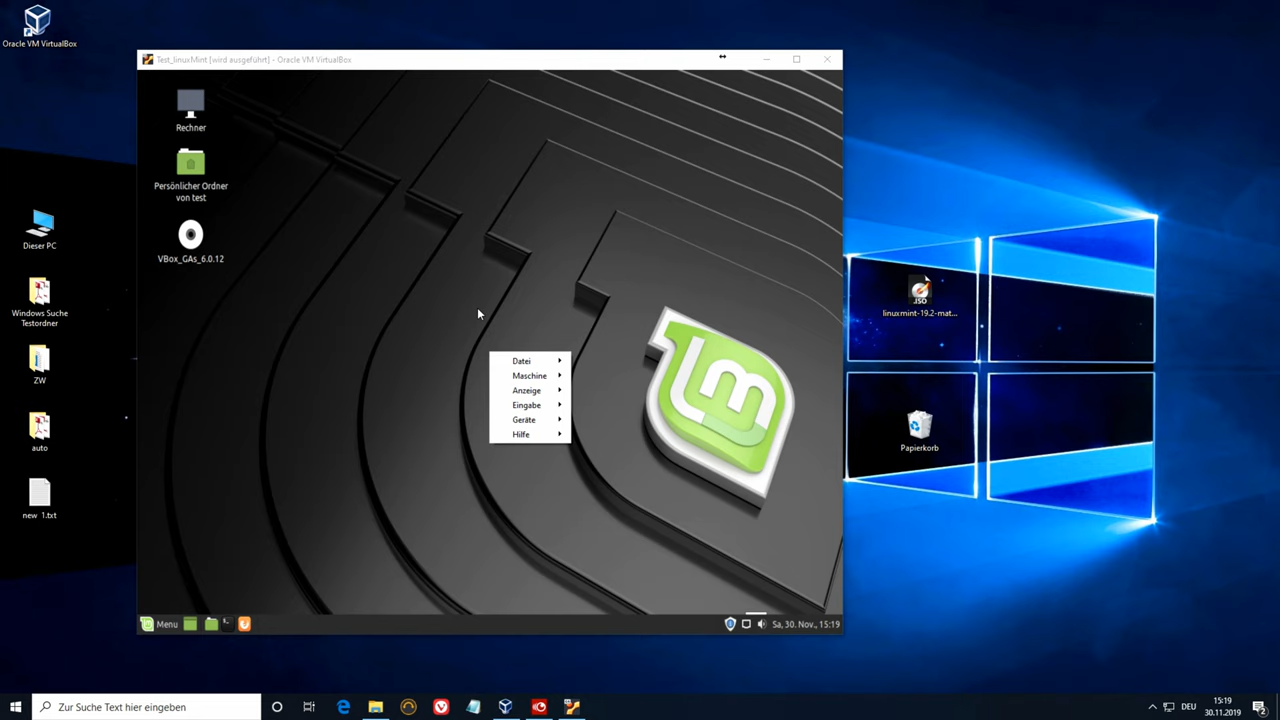 Oracle VM VirtualBox
Test_linuxMint [wird ausgeführt] - Oracle VM VirtualBox
Rechner
Persönlicher Ordner
von test
VBox_GAs_6.0.12
Dieser PC
Windows Suche
Testordner
ZW
auto
new 1.txt
Datei
Maschine
Anzeige
Eingabe
Geräte
Hilfe
.ISO
linuxmint-19.2-mat...
Papierkorb
Menu
Sa, 30. Nov., 15:19
Zur Suche Text hier eingeben
DEU
15:19
30.11.2019
2